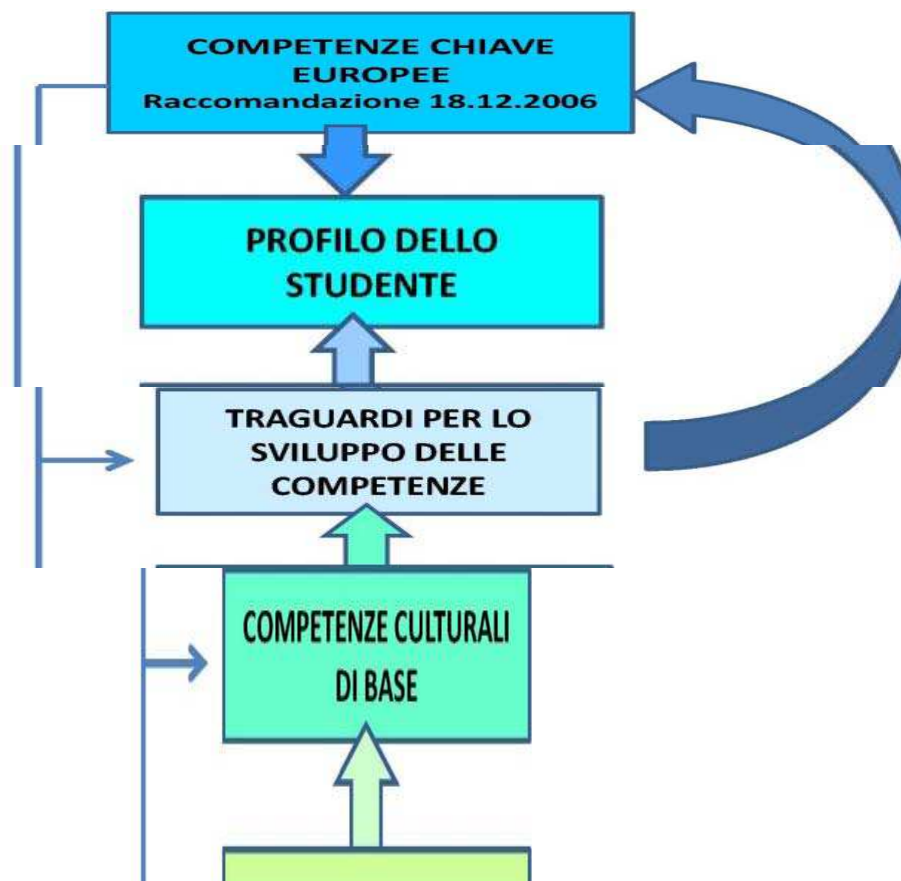 COMPETENZE CHIAVE
EUROPEE
Raccomandazione 18.12.2006
PROFILO DELLO
STUDENTE
TRAGUARDI PER LO
SVILUPPO DELLE
COMPETENZE
COMPETENZE CULTURALI
DI BASE